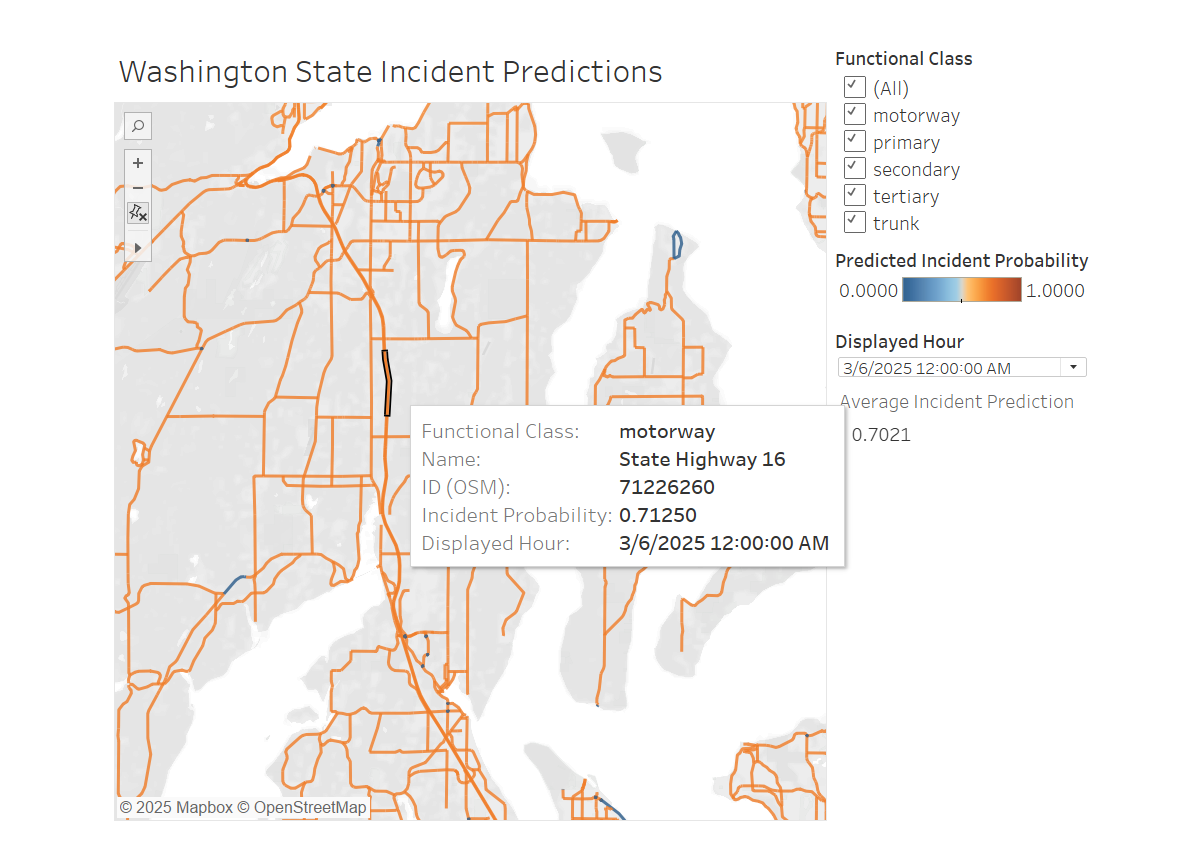 Washington State Incident Predictions
Functional Class
(All)
motorway
primary
secondary
tertiary
trunk
Predicted Incident Probability
0.0000 1.0000
Displayed Hour
3/6/2025 12:00:00 AM
Average Incident Prediction
0.7021
Functional Class: motorway
Name: State Highway 16
ID (OSM): 71226260
Incident Probability: 0.71250
Displayed Hour: 3/6/2025 12:00:00 AM
© 2025 Mapbox © OpenStreetMap